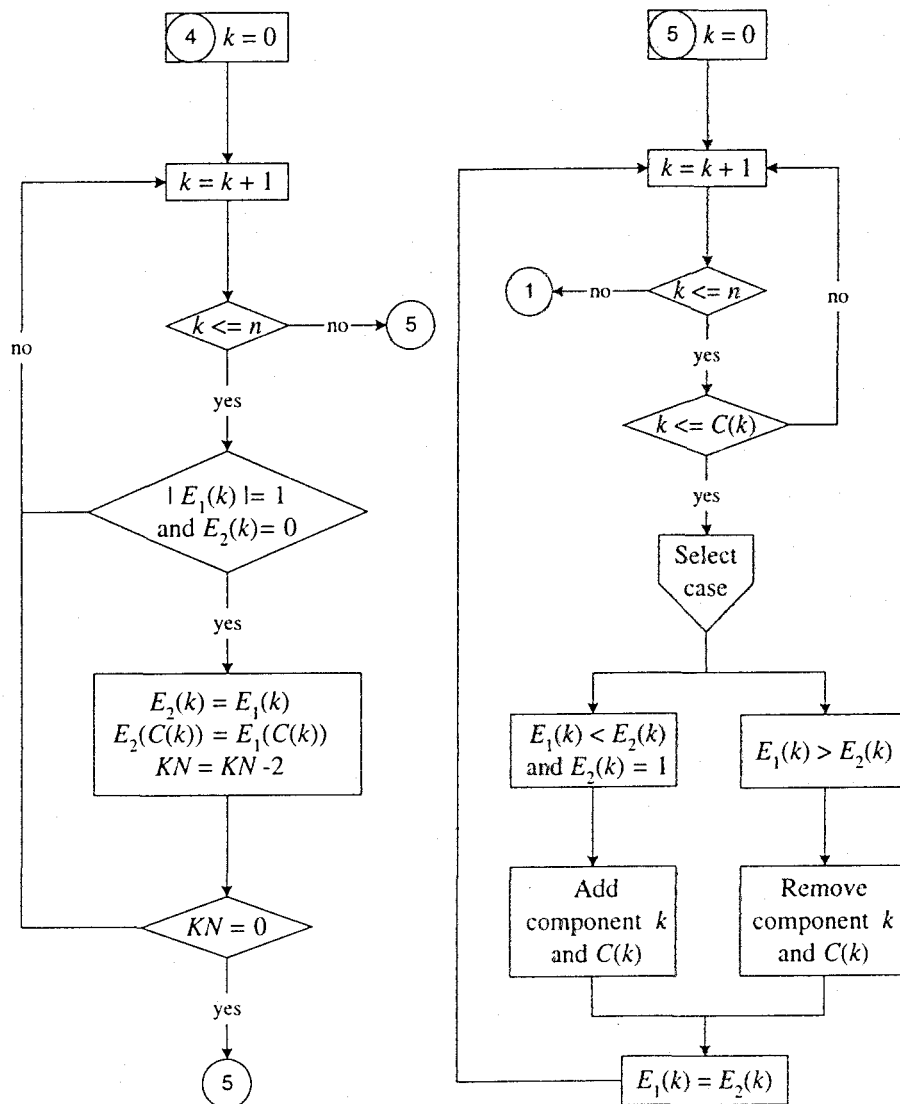 4 k = 0
k = k + 1
k <= n
no
5
no
yes
| E₁(k) |= 1
and E₂(k)= 0
yes
E₂(k) = E₁(k)
E₂(C(k)) = E₁(C(k))
KN = KN -2
KN = 0
yes
5
5 k = 0
k = k + 1
k <= n
no
1
no
yes
k <= C(k)
yes
Select
case
E₁(k) < E₂(k)
and E₂(k) = 1
E₁(k) > E₂(k)
Add
component k
and C(k)
Remove
component k
and C(k)
E₁(k) = E₂(k)